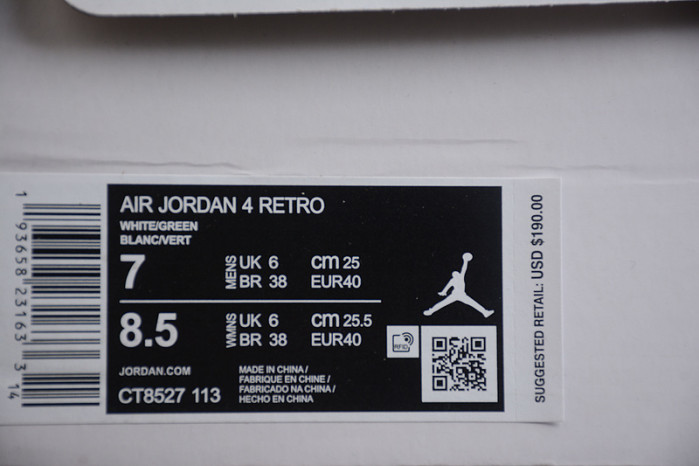 AIR JORDAN 4 RETRO
WHITE/GREEN
BLANC/VERT
7 MENS UK 6 cm 25
BR 38 EUR40
8.5 WMNS UK 6 cm 25.5
BR 38 EUR40
JORDAN.COM
CT8527 113
MADE IN CHINA /
FABRIQUE EN CHINE /
FABRICADO NA CHINA /
HECHO EN CHINA
RFID
SUGGESTED RETAIL: USD $190.00
1 93658 23163 3 14